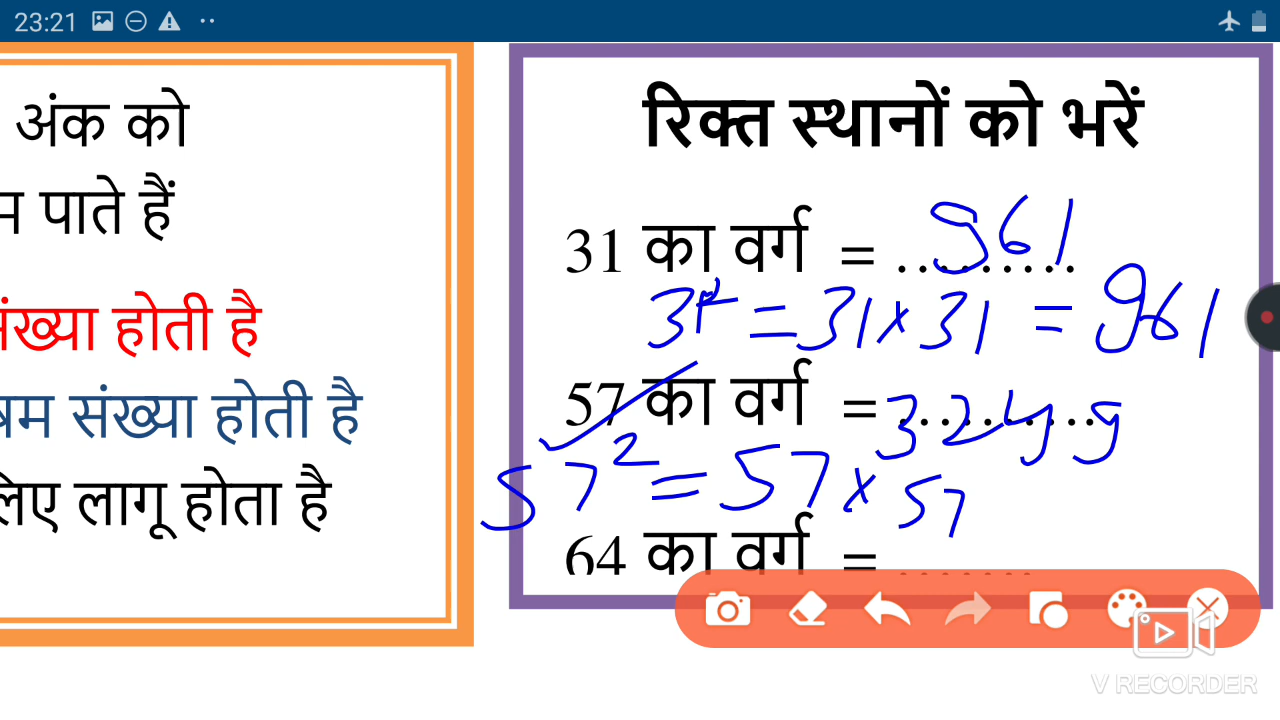 23:21
अंक को
म पाते हैं
संख्या होती है
षम संख्या होती है
लिए लागू होता है
रिक्त स्थानों को भरें
31 का वर्ग = .......... 961
31² = 31 × 31 = 961
57 का वर्ग = .......... 3249
57² = 57 × 57
64 का वर्ग = ........
V RECORDER